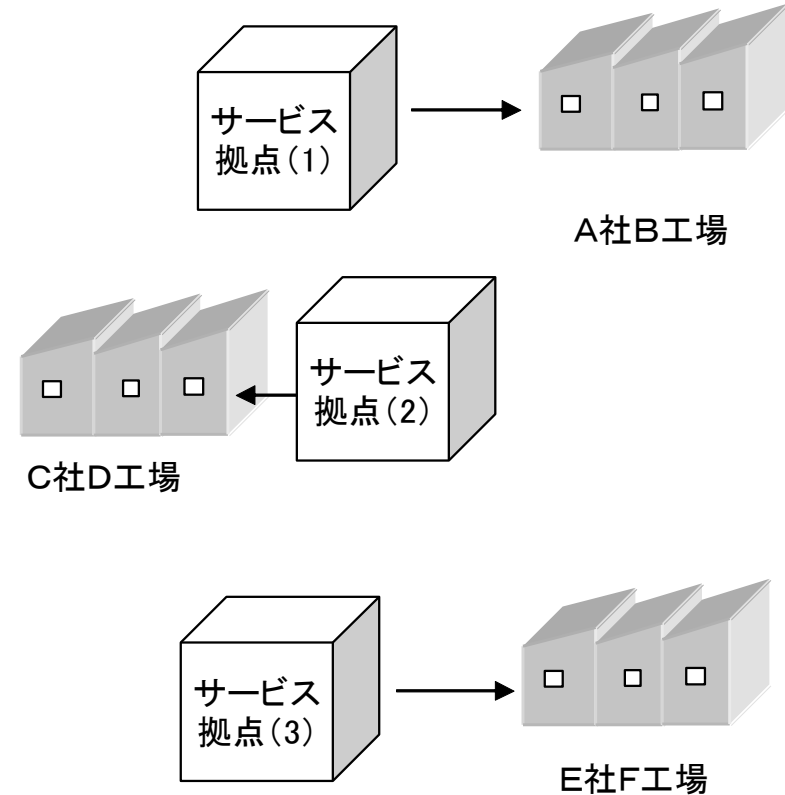 サービス
拠点(1)
A社B工場
サービス
拠点(2)
C社D工場
サービス
拠点(3)
E社F工場